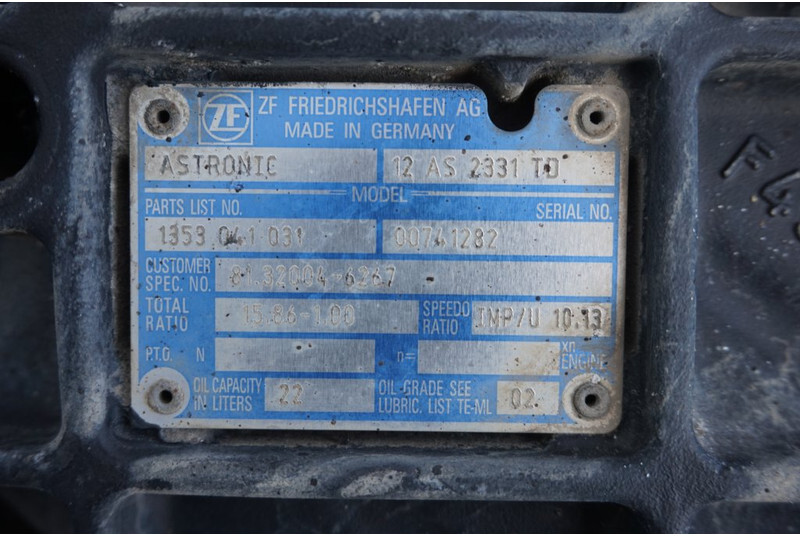 ZF ZF FRIEDRICHSHAFEN AG
MADE IN GERMANY
ASTRONIC 12 AS 2331 TD
MODEL
PARTS LIST NO. SERIAL NO.
1353 041 031 00741282
CUSTOMER SPEC. NO. 81.32004-6267
TOTAL RATIO 15.86-1.00 SPEEDO RATIO IMP/U 10.13
P.T.O. N n= xn ENGINE
OIL CAPACITY IN LITERS 22 OIL GRADE SEE LUBRIC. LIST TE-ML 02